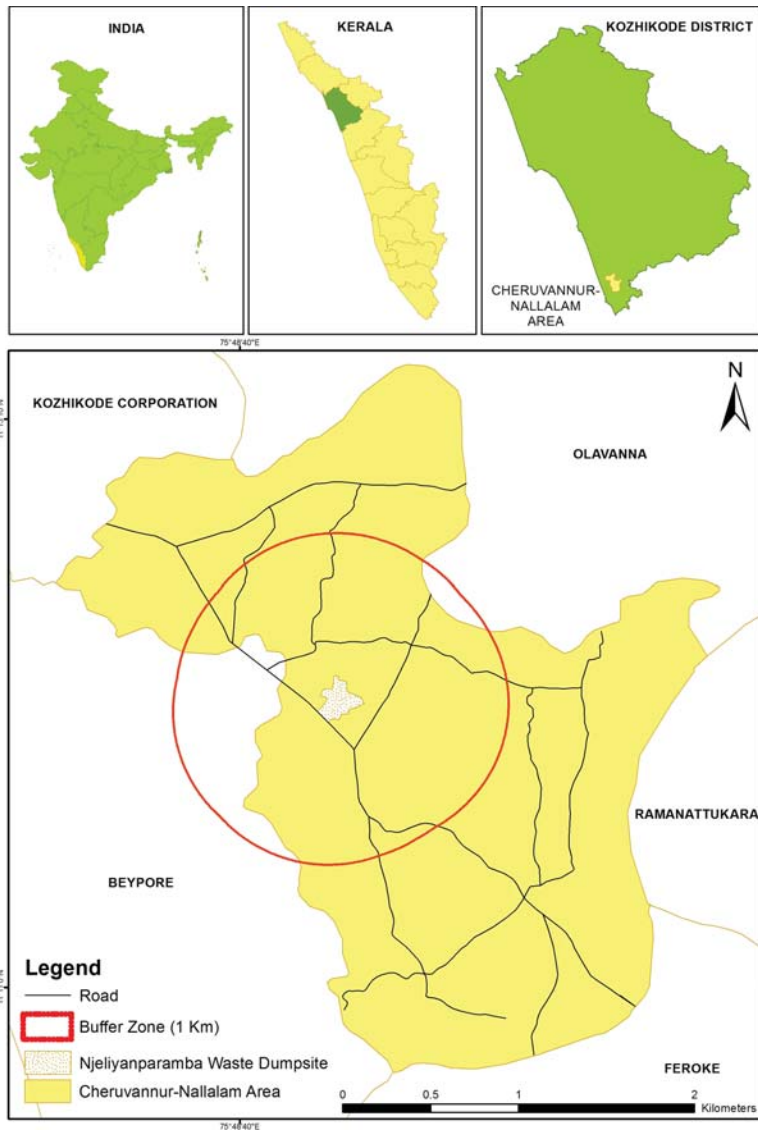 INDIA
KERALA
KOZHIKODE DISTRICT
CHERUVANNUR-
NALLALAM
AREA
75°48'40"E
KOZHIKODE CORPORATION
N
OLAVANNA
RAMANATTUKARA
BEYPORE
Legend
Road
Buffer Zone (1 Km)
Njeliyanparamba Waste Dumpsite
Cheruvannur-Nallalam Area
FEROKE
0 0.5 1 2
Kilometers
75°48'40"E